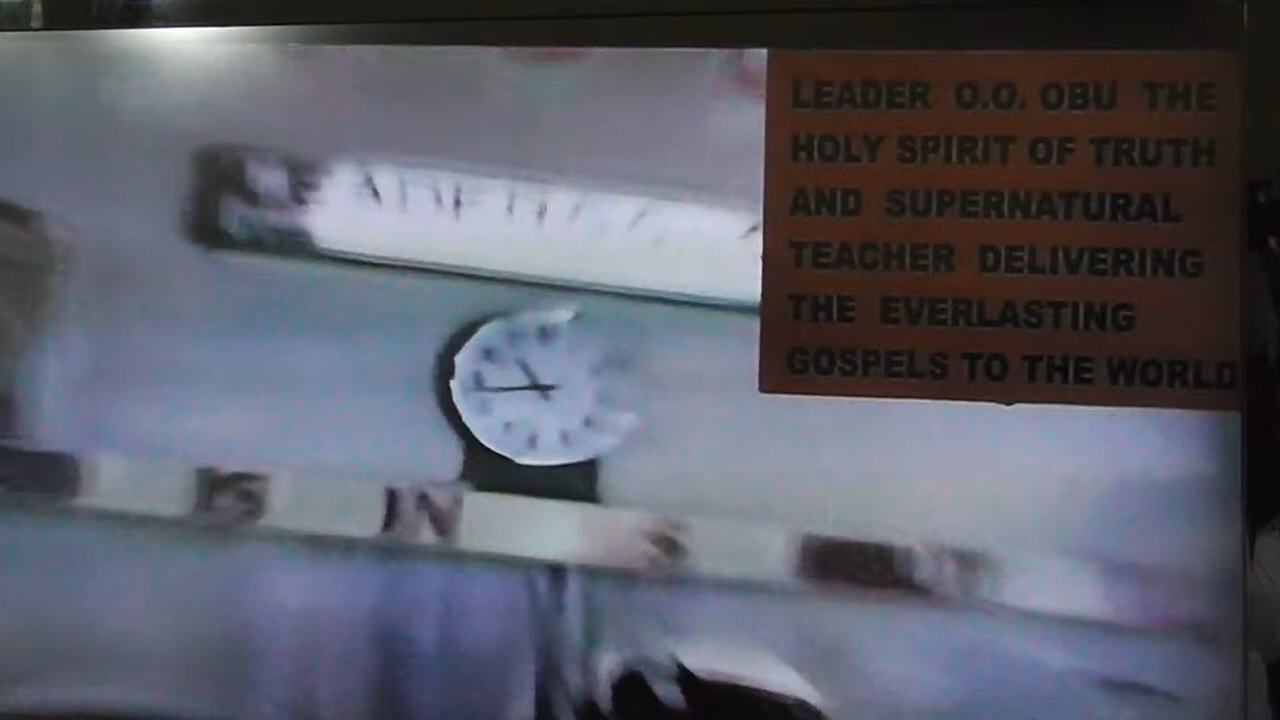 LEADER O.O. OBU THE
HOLY SPIRIT OF TRUTH
AND SUPERNATURAL
TEACHER DELIVERING
THE EVERLASTING
GOSPELS TO THE WORLD